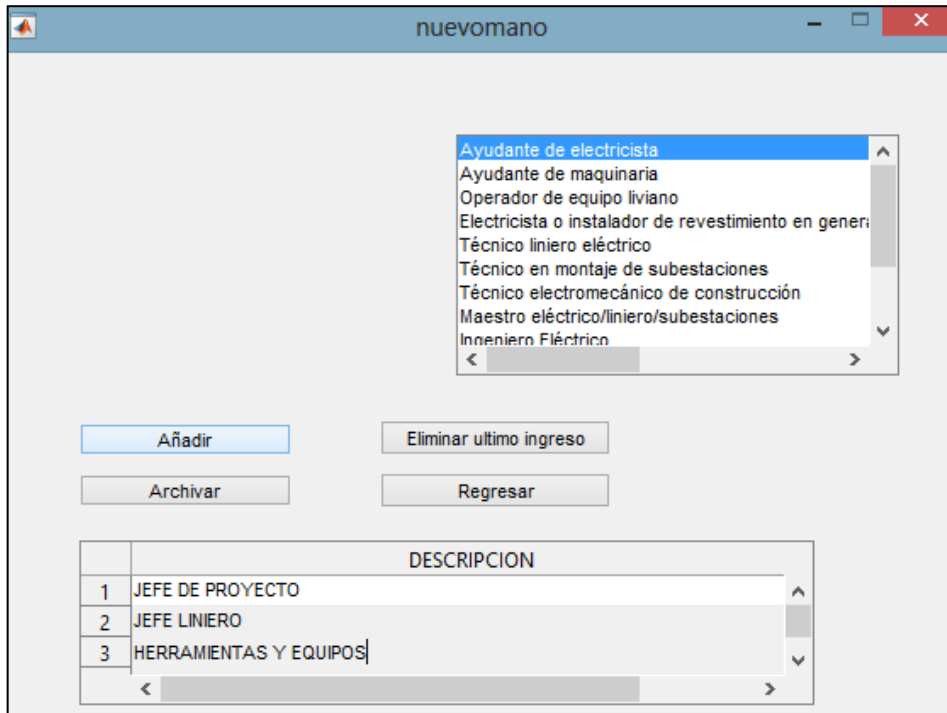 nuevomano
Ayudante de electricista
Ayudante de maquinaria
Operador de equipo liviano
Electricista o instalador de revestimiento en genera
Técnico liniero eléctrico
Técnico en montaje de subestaciones
Técnico electromecánico de construcción
Maestro eléctrico/liniero/subestaciones
Ingeniero Eléctrico
Añadir
Eliminar ultimo ingreso
Archivar
Regresar
DESCRIPCION
1 JEFE DE PROYECTO
2 JEFE LINIERO
3 HERRAMIENTAS Y EQUIPOS